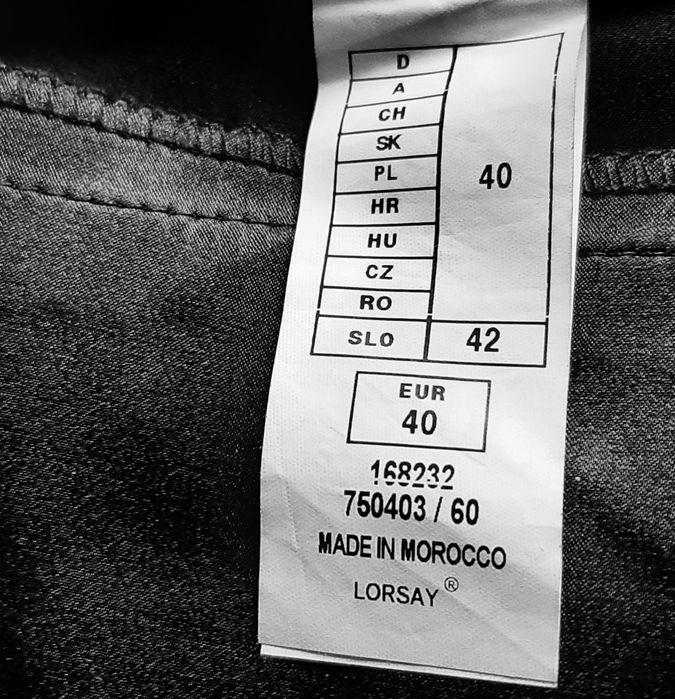 D
A
CH
SK
PL
40
HR
HU
CZ
RO
SLO 42
EUR
40
168232
750403 / 60
MADE IN MOROCCO
LORSAY ®